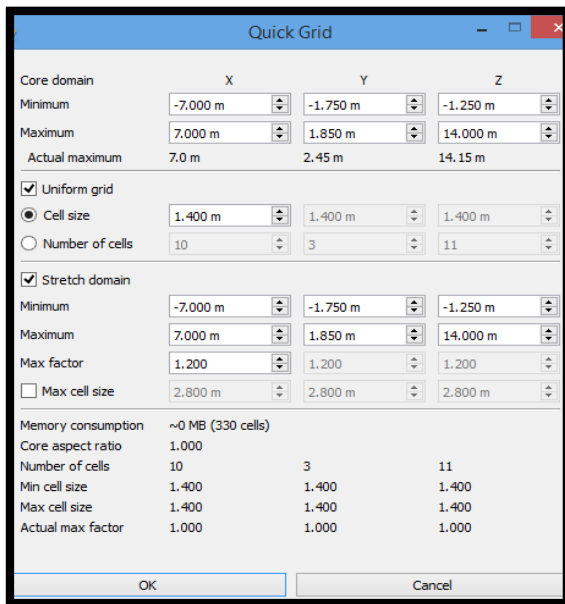 Quick Grid
Core domain X Y Z
Minimum -7.000 m -1.750 m -1.250 m
Maximum 7.000 m 1.850 m 14.000 m
Actual maximum 7.0 m 2.45 m 14.15 m
Uniform grid
Cell size 1.400 m 1.400 m 1.400 m
Number of cells 10 3 11
Stretch domain
Minimum -7.000 m -1.750 m -1.250 m
Maximum 7.000 m 1.850 m 14.000 m
Max factor 1.200 1.200 1.200
Max cell size 2.800 m 2.800 m 2.800 m
Memory consumption ~0 MB (330 cells)
Core aspect ratio 1.000
Number of cells 10 3 11
Min cell size 1.400 1.400 1.400
Max cell size 1.400 1.400 1.400
Actual max factor 1.000 1.000 1.000
OK Cancel